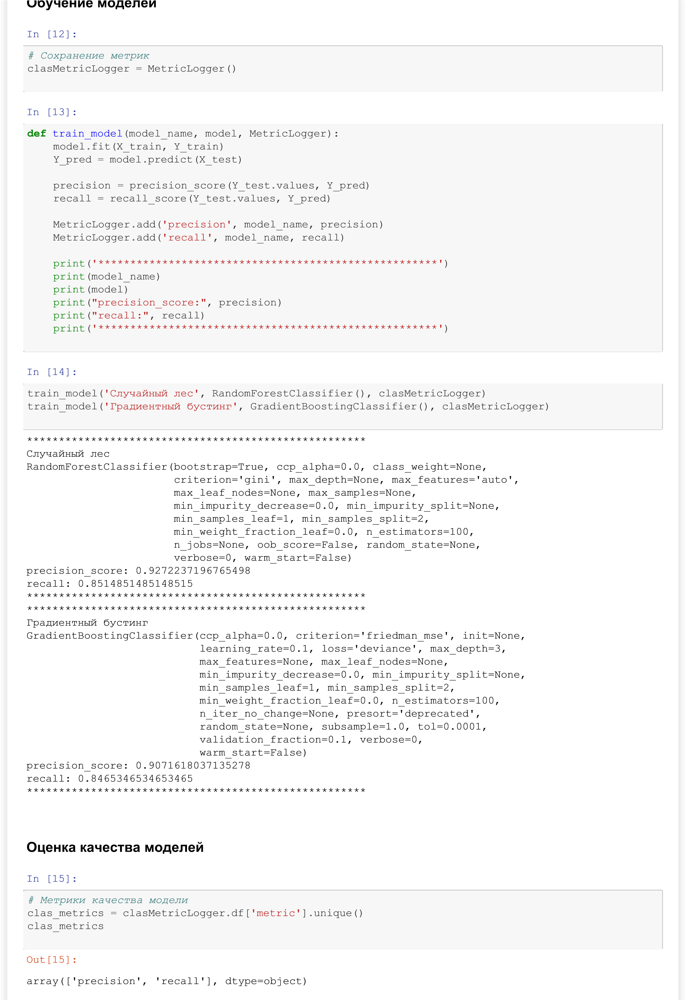 Обучение моделей
In [12]:
# Сохранение метрик
clasMetricLogger = MetricLogger()
In [13]:
def train_model(model_name, model, MetricLogger):
    model.fit(X_train, Y_train)
    Y_pred = model.predict(X_test)
    precision = precision_score(Y_test.values, Y_pred)
    recall = recall_score(Y_test.values, Y_pred)
    MetricLogger.add('precision', model_name, precision)
    MetricLogger.add('recall', model_name, recall)
    print('*****************************************************')
    print(model_name)
    print(model)
    print("precision_score:", precision)
    print("recall:", recall)
    print('*****************************************************')
In [14]:
train_model('Случайный лес', RandomForestClassifier(), clasMetricLogger)
train_model('Градиентный бустинг', GradientBoostingClassifier(), clasMetricLogger)
*****************************************************
Случайный лес
RandomForestClassifier(bootstrap=True, ccp_alpha=0.0, class_weight=None,
                       criterion='gini', max_depth=None, max_features='auto',
                       max_leaf_nodes=None, max_samples=None,
                       min_impurity_decrease=0.0, min_impurity_split=None,
                       min_samples_leaf=1, min_samples_split=2,
                       min_weight_fraction_leaf=0.0, n_estimators=100,
                       n_jobs=None, oob_score=False, random_state=None,
                       verbose=0, warm_start=False)
precision_score: 0.9272237196765498
recall: 0.8514851485148515
*****************************************************
*****************************************************
Градиентный бустинг
GradientBoostingClassifier(ccp_alpha=0.0, criterion='friedman_mse', init=None,
                           learning_rate=0.1, loss='deviance', max_depth=3,
                           max_features=None, max_leaf_nodes=None,
                           min_impurity_decrease=0.0, min_impurity_split=None,
                           min_samples_leaf=1, min_samples_split=2,
                           min_weight_fraction_leaf=0.0, n_estimators=100,
                           n_iter_no_change=None, presort='deprecated',
                           random_state=None, subsample=1.0, tol=0.0001,
                           validation_fraction=0.1, verbose=0,
                           warm_start=False)
precision_score: 0.9071618037135278
recall: 0.8465346534653465
*****************************************************
Оценка качества моделей
In [15]:
# Метрики качества модели
clas_metrics = clasMetricLogger.df['metric'].unique()
clas_metrics
Out[15]:
array(['precision', 'recall'], dtype=object)